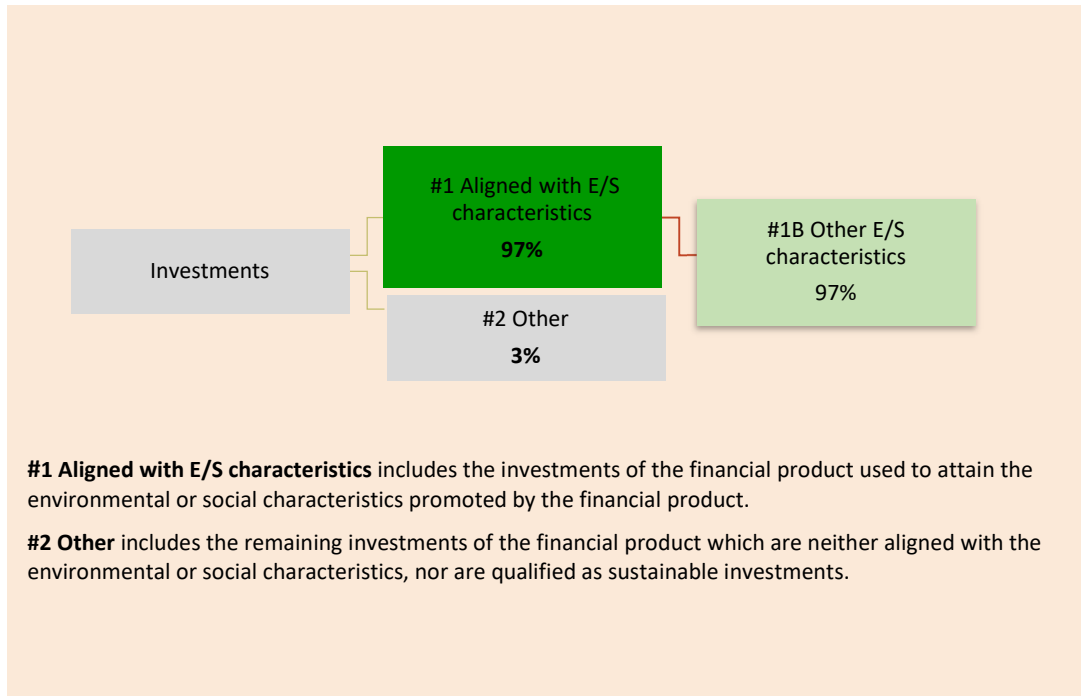 Investments
#1 Aligned with E/S
characteristics
97%
#2 Other
3%
#1B Other E/S
characteristics
97%
#1 Aligned with E/S characteristics includes the investments of the financial product used to attain the
environmental or social characteristics promoted by the financial product.
#2 Other includes the remaining investments of the financial product which are neither aligned with the
environmental or social characteristics, nor are qualified as sustainable investments.